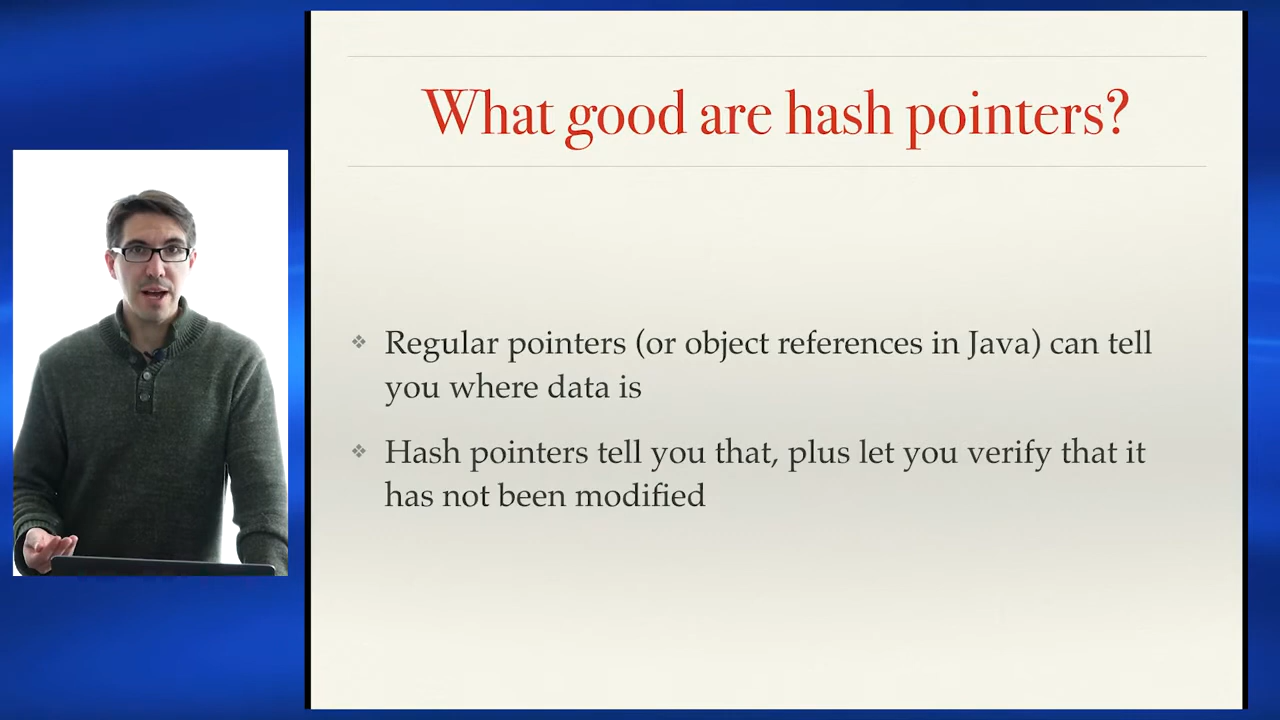 What good are hash pointers?
Regular pointers (or object references in Java) can tell
you where data is
Hash pointers tell you that, plus let you verify that it
has not been modified